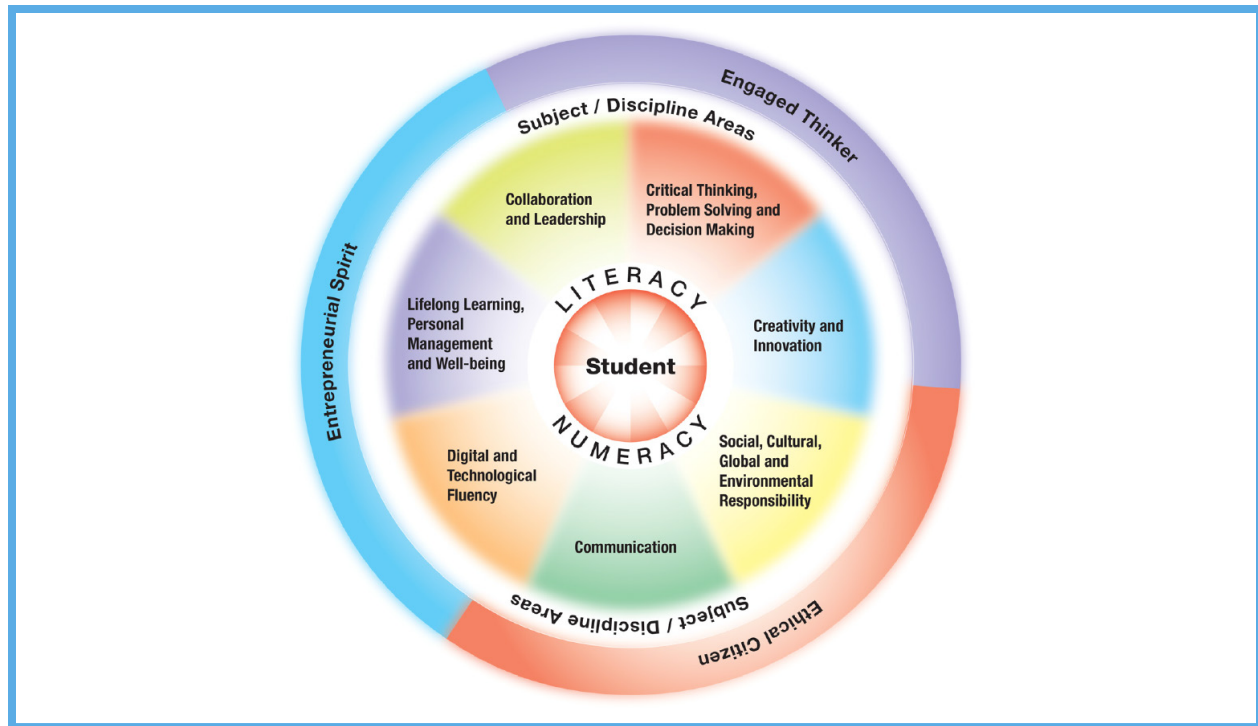 Engaged Thinker
Subject / Discipline Areas
Collaboration
and Leadership
Critical Thinking,
Problem Solving and
Decision Making
Entrepreneurial Spirit
Lifelong Learning,
Personal
Management
and Well-being
LITERACY
Student
NUMERACY
Creativity and
Innovation
Digital and
Technological
Fluency
Social, Cultural,
Global and
Environmental
Responsibility
Communication
Subject / Discipline Areas
Ethical Citizen